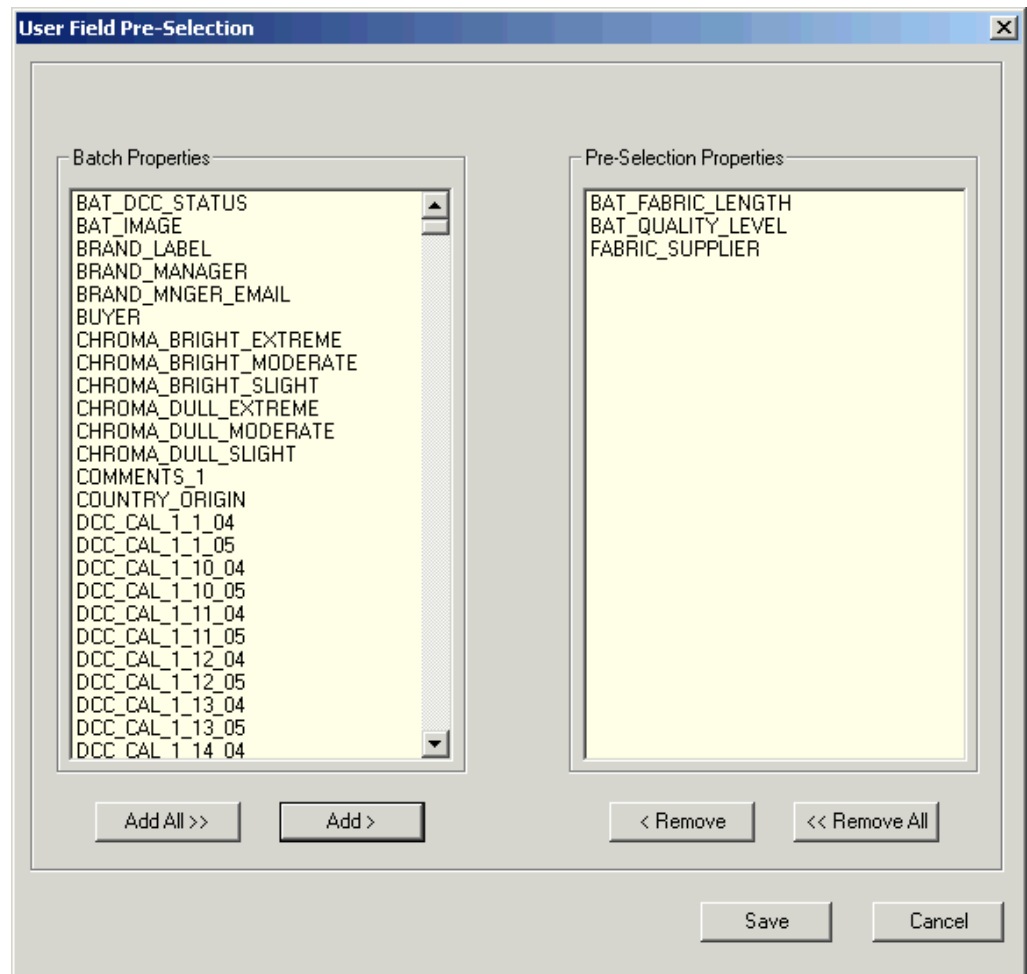 User Field Pre-Selection
Batch Properties
BAT_DCC_STATUS
BAT_IMAGE
BRAND_LABEL
BRAND_MANAGER
BRAND_MNGER_EMAIL
BUYER
CHROMA_BRIGHT_EXTREME
CHROMA_BRIGHT_MODERATE
CHROMA_BRIGHT_SLIGHT
CHROMA_DULL_EXTREME
CHROMA_DULL_MODERATE
CHROMA_DULL_SLIGHT
COMMENTS_1
COUNTRY_ORIGIN
DCC_CAL_1_1_04
DCC_CAL_1_1_05
DCC_CAL_1_10_04
DCC_CAL_1_10_05
DCC_CAL_1_11_04
DCC_CAL_1_11_05
DCC_CAL_1_12_04
DCC_CAL_1_12_05
DCC_CAL_1_13_04
DCC_CAL_1_13_05
DCC_CAL_1_14_04
Pre-Selection Properties
BAT_FABRIC_LENGTH
BAT_QUALITY_LEVEL
FABRIC_SUPPLIER
Add All >>
Add >
< Remove
<< Remove All
Save
Cancel